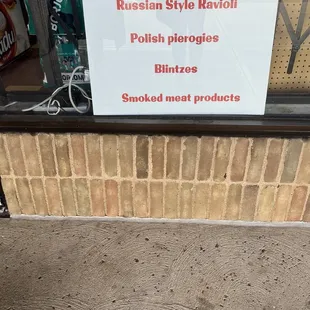 Russian Style Ravioli
Polish pierogies
Blintzes
Smoked meat products